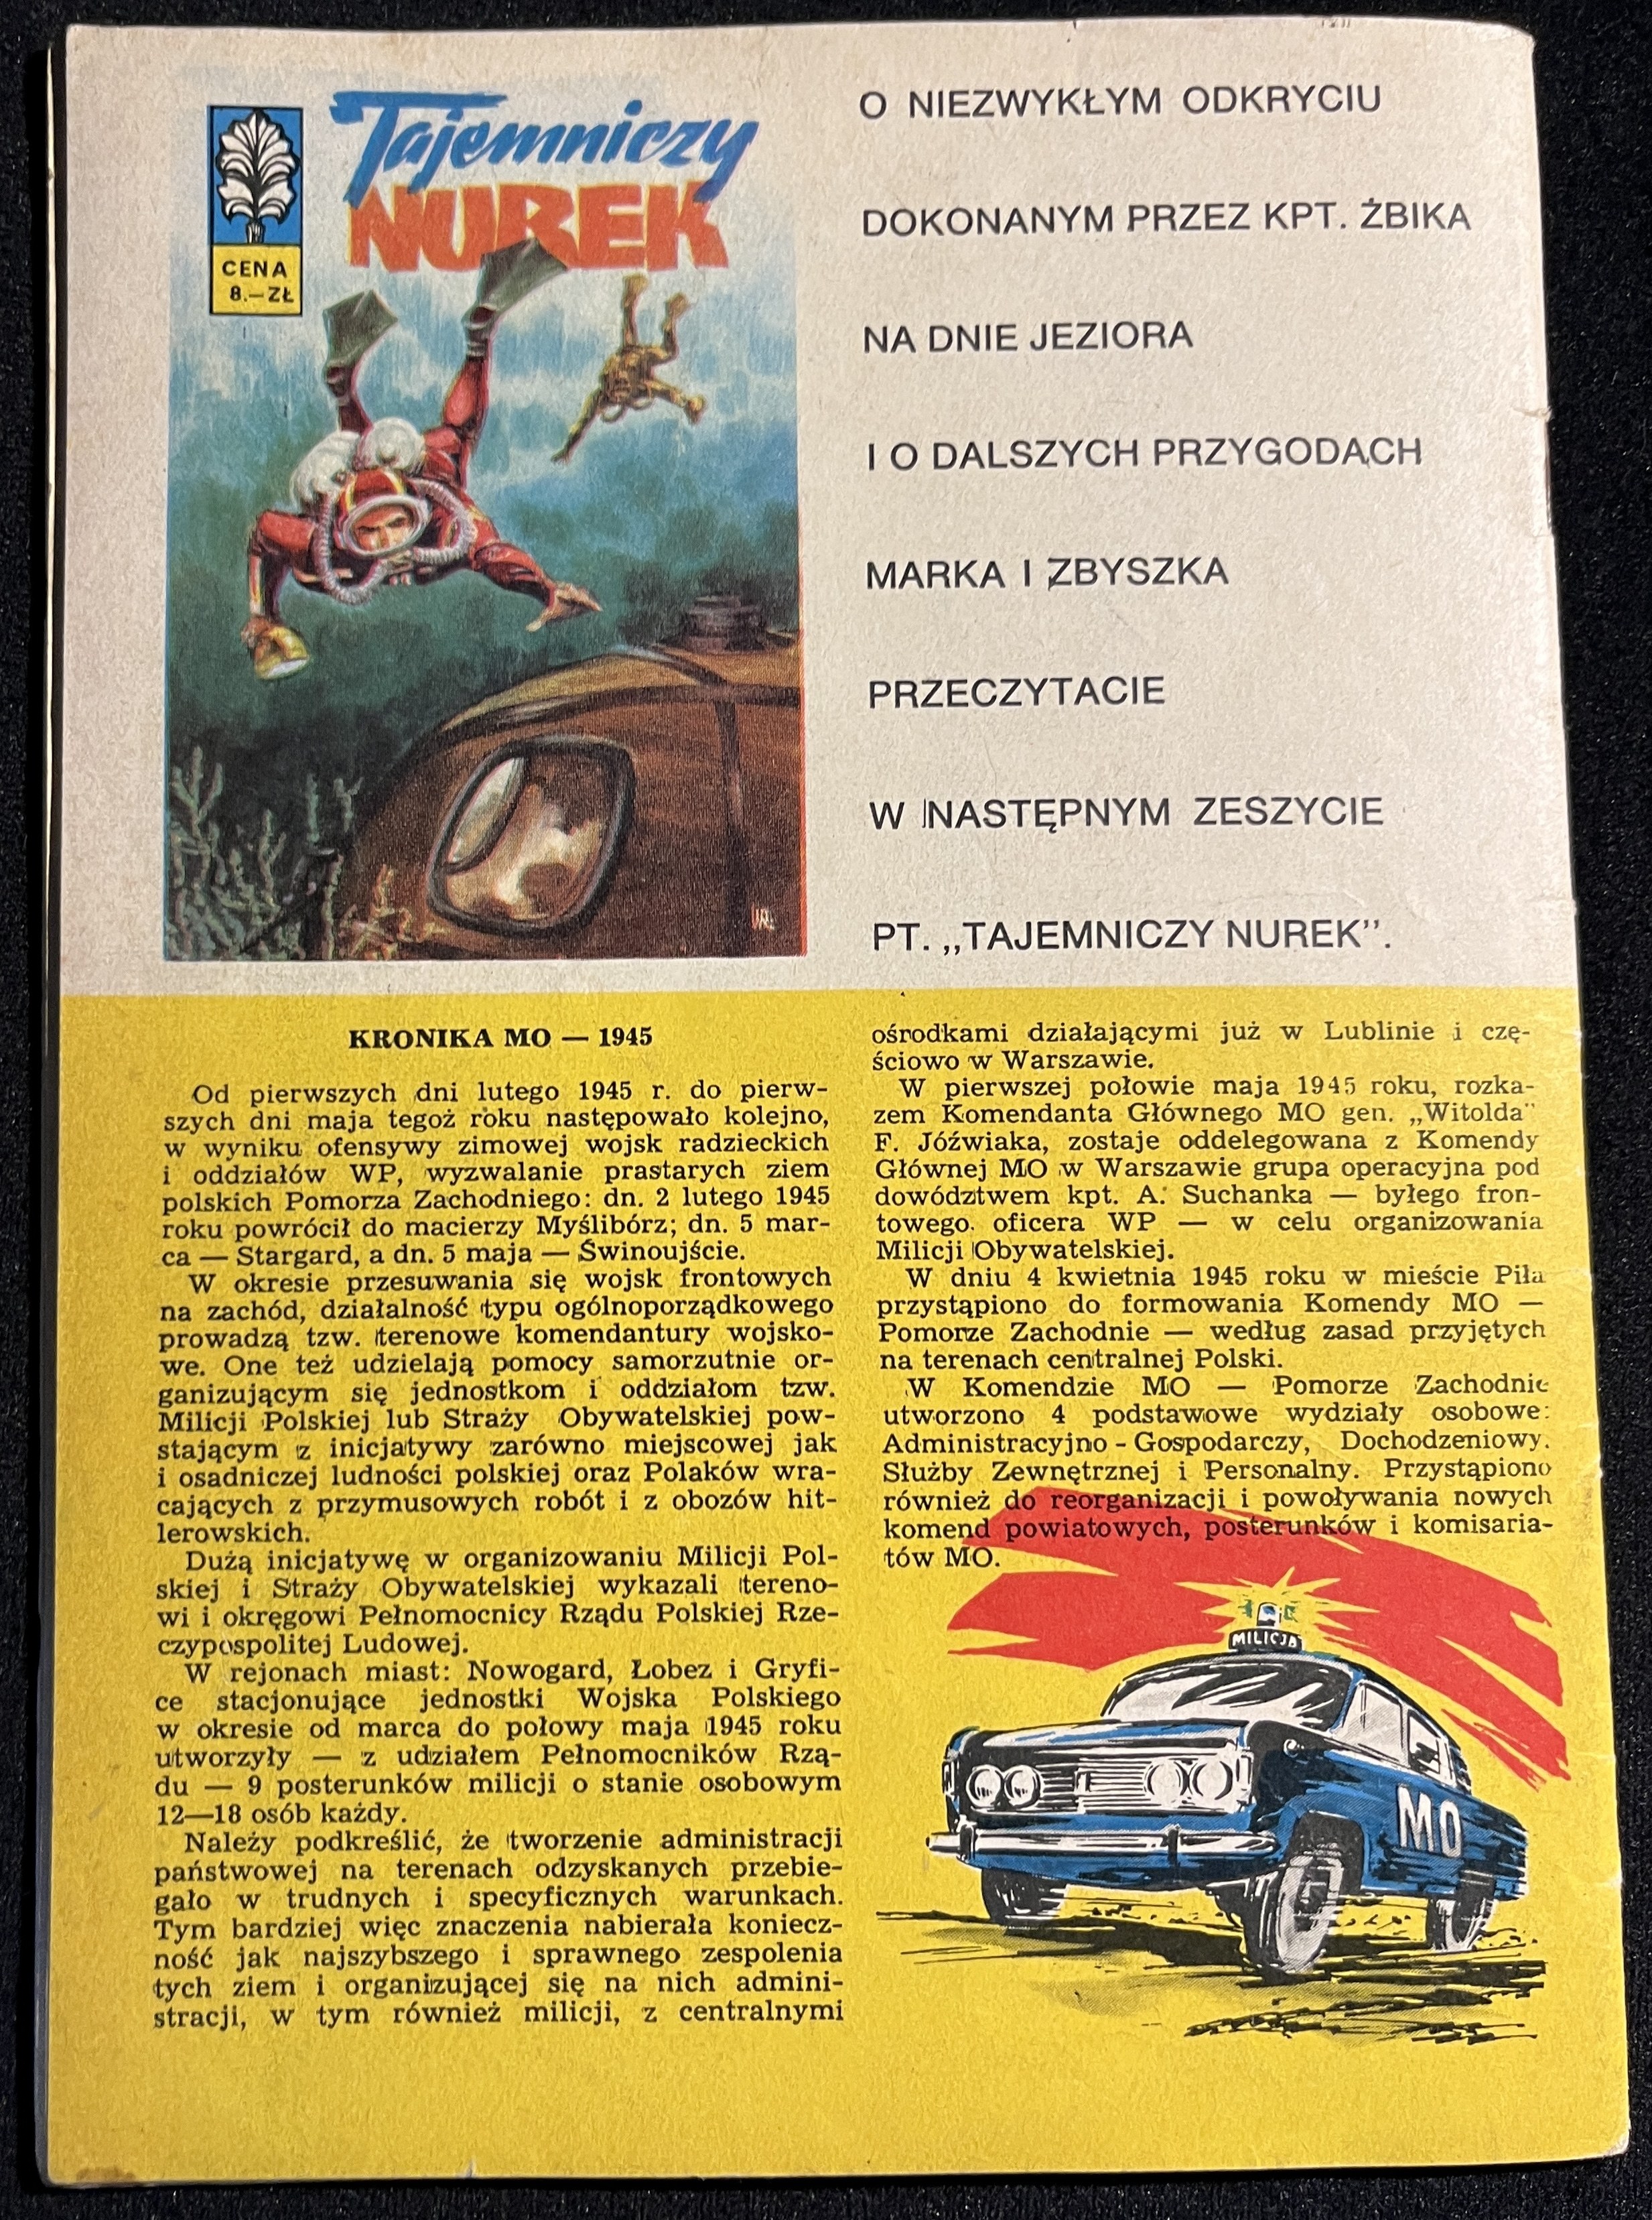 Tajemniczy
NUREK
CENA
8.—ZŁ
O NIEZWYKŁYM ODKRYCIU
DOKONANYM PRZEZ KPT. ŻBIKA
NA DNIE JEZIORA
I O DALSZYCH PRZYGODACH
MARKA I ZBYSZKA
PRZECZYTACIE
W NASTĘPNYM ZESZYCIE
PT. „TAJEMNICZY NUREK”.
KRONIKA MO — 1945
Od pierwszych dni lutego 1945 r. do pierw-
szych dni maja tegoż roku następowało kolejno,
w wyniku ofensywy zimowej wojsk radzieckich
i oddziałów WP, wyzwalanie prastarych ziem
polskich Pomorza Zachodniego: dn. 2 lutego 1945
roku powrócił do macierzy Myślibórz; dn. 5 mar-
ca — Stargard, a dn. 5 maja — Świnoujście.
W okresie przesuwania się wojsk frontowych
na zachód, działalność typu ogólnoporządkowego
prowadzą tzw. terenowe komendantury wojsko-
we. One też udzielają pomocy samorzutnie or-
ganizującym się jednostkom i oddziałom tzw.
Milicji Polskiej lub Straży Obywatelskiej pow-
stającym z inicjatywy zarówno miejscowej jak
i osadniczej ludności polskiej oraz Polaków wra-
cających z przymusowych robót i z obozów hit-
lerowskich.
Dużą inicjatywę w organizowaniu Milicji Pol-
skiej i Straży Obywatelskiej wykazali tereno-
wi i okręgowi Pełnomocnicy Rządu Polskiej Rze-
czypospolitej Ludowej.
W rejonach miast: Nowogard, Łobez i Gryfi-
ce stacjonujące jednostki Wojska Polskiego
w okresie od marca do połowy maja 1945 roku
utworzyły — z udziałem Pełnomocników Rzą-
du — 9 posterunków milicji o stanie osobowym
12—18 osób każdy.
Należy podkreślić, że tworzenie administracji
państwowej na terenach odzyskanych przebie-
gało w trudnych i specyficznych warunkach.
Tym bardziej więc znaczenia nabierała koniecz-
ność jak najszybszego i sprawnego zespolenia
tych ziem i organizującej się na nich admini-
stracji, w tym również milicji, z centralnymi
ośrodkami działającymi już w Lublinie i czę-
ściowo w Warszawie.
W pierwszej połowie maja 1945 roku, rozka-
zem Komendanta Głównego MO gen. „Witolda”
F. Jóźwiaka, zostaje oddelegowana z Komendy
Głównej MO w Warszawie grupa operacyjna pod
dowództwem kpt. A. Suchanka — byłego fron-
towego oficera WP — w celu organizowania
Milicji Obywatelskiej.
W dniu 4 kwietnia 1945 roku w mieście Piła
przystąpiono do formowania Komendy MO —
Pomorze Zachodnie — według zasad przyjętych
na terenach centralnej Polski.
W Komendzie MO — Pomorze Zachodnie
utworzono 4 podstawowe wydziały osobowe:
Administracyjno-Gospodarczy, Dochodzeniowy.
Służby Zewnętrznej i Personalny. Przystąpiono
również do reorganizacji i powoływania nowych
komend powiatowych, posterunków i komisaria-
tów MO.
MILICJA
MO